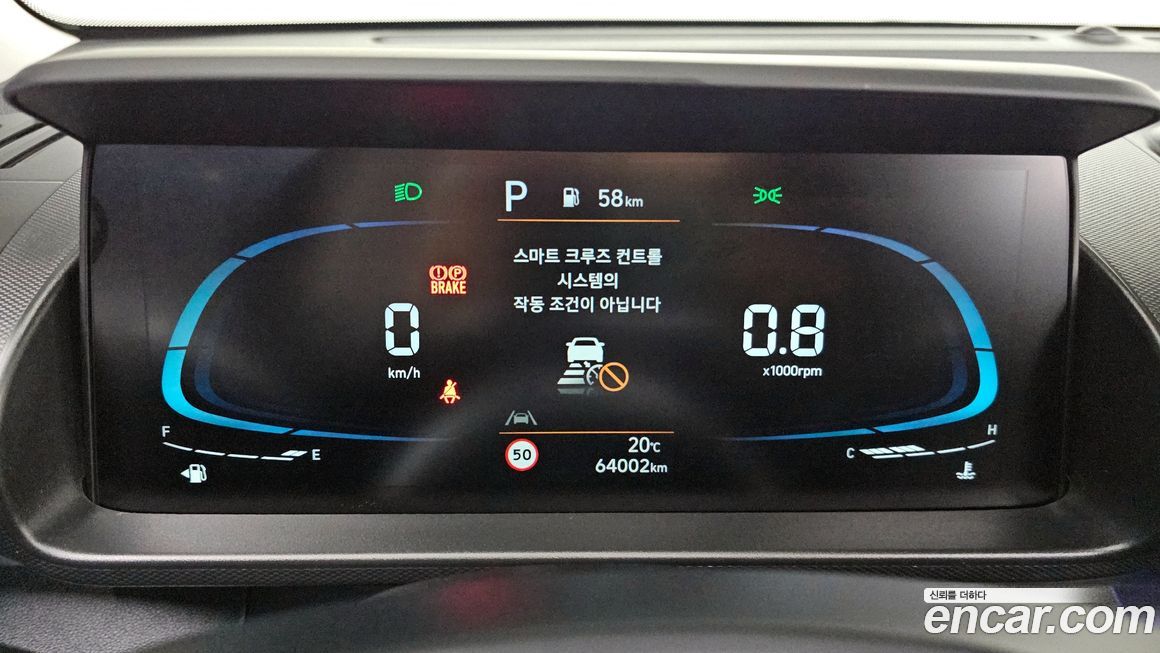 P 58km
스마트 크루즈 컨트롤
시스템의
작동 조건이 아닙니다
(!) (P)
BRAKE
0
km/h
0.8
x1000rpm
F E
50
20℃
64002km
C H
신뢰를 더하다
encar.com